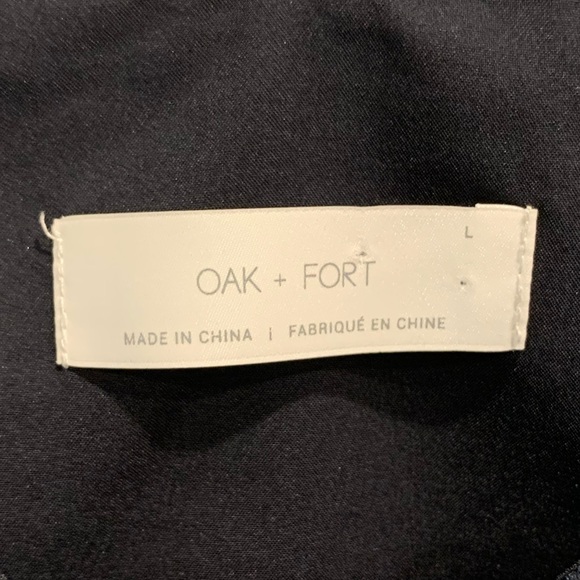 L
OAK + FORT
MADE IN CHINA | FABRIQUÉ EN CHINE